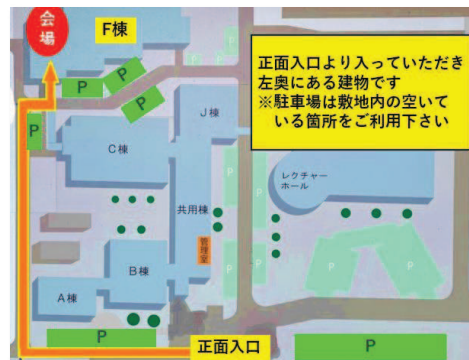 会場
F棟
正面入口より入っていただき
左奥にある建物です
※駐車場は敷地内の空いて
いる箇所をご利用下さい
P
P
P
P
J棟
C棟
レクチャー
ホール
共用棟
管理室
P
P
P
P
P
P
B棟
A棟
P
正面入口
P